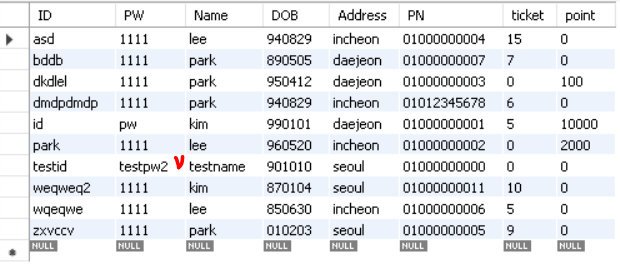 ID PW Name DOB Address PN ticket point
asd 1111 lee 940829 incheon 01000000004 15 0
bddb 1111 park 890505 daejeon 01000000007 7 0
dkdlel 1111 park 950412 daejeon 01000000003 0 100
dmdpdmdp 1111 park 940829 incheon 01012345678 6 0
id pw kim 990101 daejeon 01000000001 5 10000
park 1111 lee 960520 incheon 01000000002 0 2000
testid testpw2 testname 901010 seoul 01000000000 0 0
weqweq2 1111 kim 870104 seoul 01000000011 10 0
wqeqwe 1111 lee 850630 incheon 01000000006 5 0
zxvccv 1111 park 010203 seoul 01000000005 9 0
NULL NULL NULL NULL NULL NULL NULL NULL